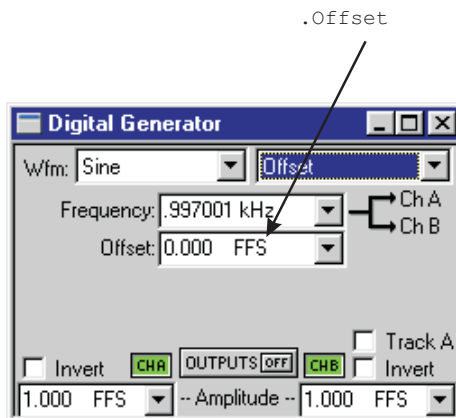 .Offset
Digital Generator
Wfm: Sine Offset
Frequency: .997001 kHz Ch A
Ch B
Offset: 0.000 FFS
Track A
Invert CHA OUTPUTS OFF CHB Invert
1.000 FFS -- Amplitude -- 1.000 FFS